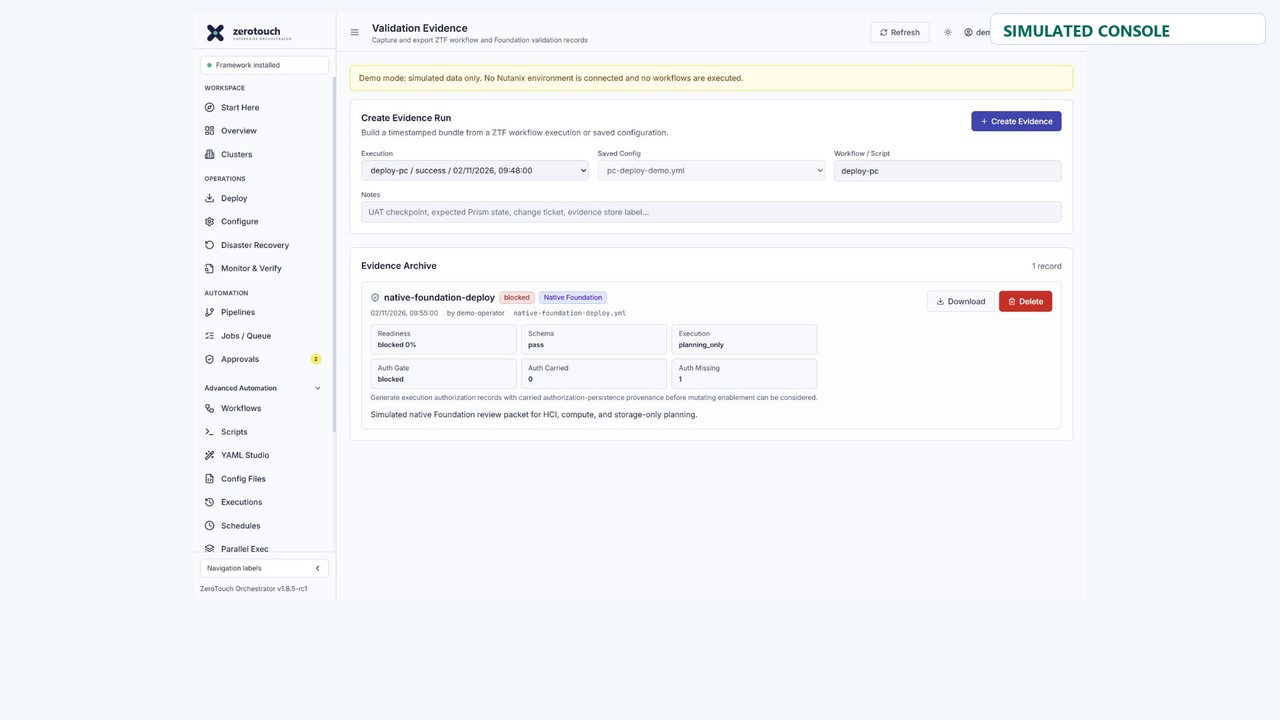 zerotouch
ENTERPRISE ORCHESTRATOR
Framework installed
WORKSPACE
Start Here
Overview
Clusters
OPERATIONS
Deploy
Configure
Disaster Recovery
Monitor & Verify
AUTOMATION
Pipelines
Jobs / Queue
Approvals
2
Advanced Automation
Workflows
Scripts
YAML Studio
Config Files
Executions
Schedules
Parallel Exec
Navigation labels
ZeroTouch Orchestrator v1.8.5-rc1
Validation Evidence
Capture and export ZTF workflow and Foundation validation records
Refresh
SIMULATED CONSOLE
Demo mode: simulated data only. No Nutanix environment is connected and no workflows are executed.
Create Evidence Run
Build a timestamped bundle from a ZTF workflow execution or saved configuration.
+ Create Evidence
Execution
Saved Config
Workflow / Script
deploy-pc / success / 02/11/2026, 09:48:00
pc-deploy-demo.yml
deploy-pc
Notes
UAT checkpoint, expected Prism state, change ticket, evidence store label...
Evidence Archive
1 record
native-foundation-deploy blocked Native Foundation
Download
Delete
02/11/2026, 09:55:00 by demo-operator native-foundation-deploy.yml
Readiness
blocked 0%
Schema
pass
Execution
planning_only
Auth Gate
blocked
Auth Carried
0
Auth Missing
1
Generate execution authorization records with carried authorization-persistence provenance before mutating enablement can be considered.
Simulated native Foundation review packet for HCI, compute, and storage-only planning.